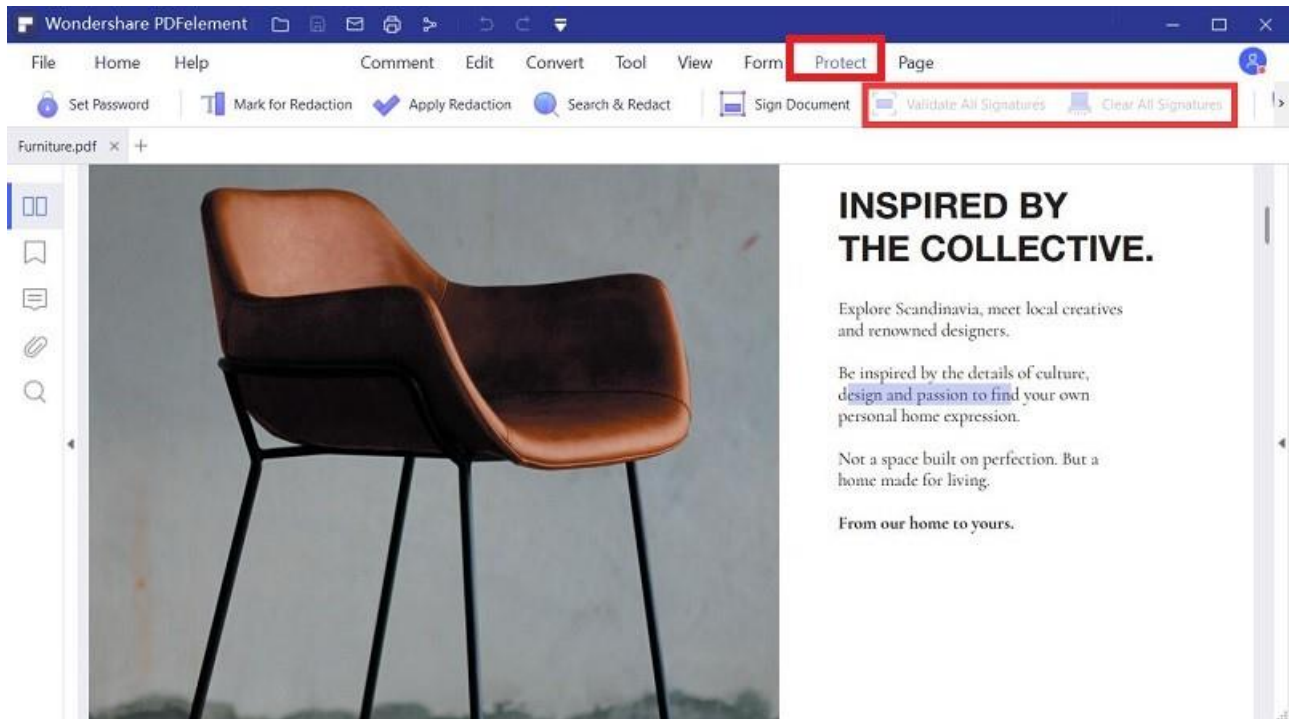 Wondershare PDFelement
File Home Help Comment Edit Convert Tool View Form Protect Page
Set Password Mark for Redaction Apply Redaction Search & Redact Sign Document Validate All Signatures Clear All Signatures
Furniture.pdf
INSPIRED BY
THE COLLECTIVE.
Explore Scandinavia, meet local creatives
and renowned designers.
Be inspired by the details of culture,
design and passion to find your own
personal home expression.
Not a space built on perfection. But a
home made for living.
From our home to yours.